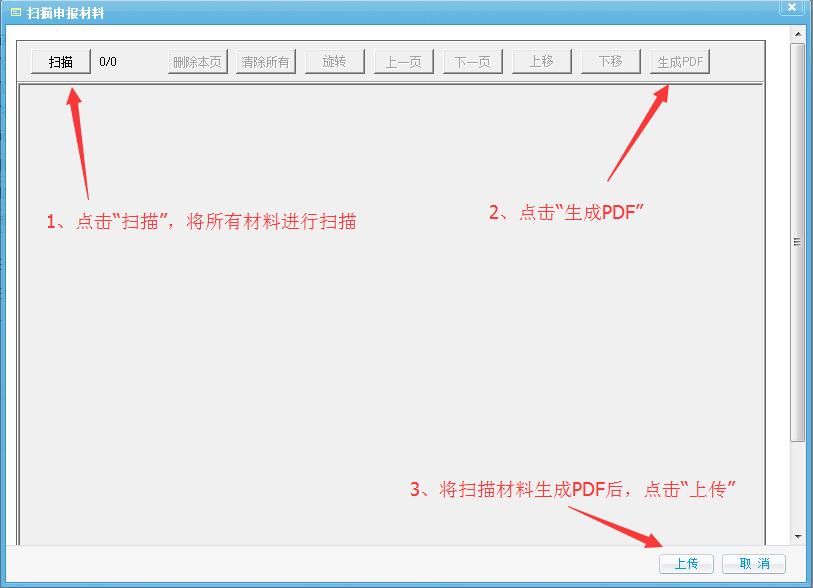 扫描申报材料
扫描 0/0 删除本页 清除所有 旋转 上一页 下一页 上移 下移 生成PDF
1、点击“扫描”，将所有材料进行扫描
2、点击“生成PDF”
3、将扫描材料生成PDF后，点击“上传”
上传 取 消